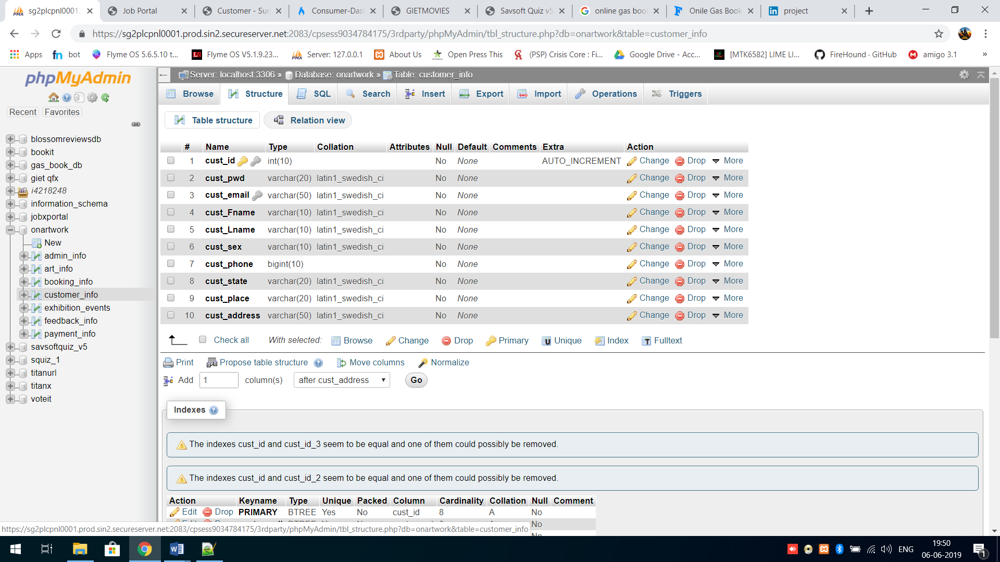 sg2plcpnl0001. Job Portal Customer - Sun Consumer-Das GIETMOVIES Savsoft Quiz v5 online gas boo Onile Gas Book project
https://sg2plcpnl0001.prod.sin2.secureserver.net:2083/cpsess9034784175/3rdparty/phpMyAdmin/tbl_structure.php?db=onartwork&table=customer_info
Apps bot Flyme OS 5.6.5.10 t... Flyme OS V5.1.9.23... Server: 127.0.0.1 About Us Open Press This (PSP) Crisis Core : Fi... Google Drive - Acc... [MTK6582] LIME LI... FireHound · GitHub amigo 3.1 »
phpMyAdmin
Recent Favorites
blossomreviewsdb
bookit
gas_book_db
giet qfx
i4218248
information_schema
jobxportal
onartwork
New
admin_info
art_info
booking_info
customer_info
exhibition_events
feedback_info
payment_info
savsoftquiz_v5
squiz_1
titanurl
titanx
voteit
Server: localhost:3306 » Database: onartwork » Table: customer_info
Browse Structure SQL Search Insert Export Import Operations Triggers
Table structure Relation view
# Name Type Collation Attributes Null Default Comments Extra Action
1 cust_id int(10) No None AUTO_INCREMENT Change Drop More
2 cust_pwd varchar(20) latin1_swedish_ci No None Change Drop More
3 cust_email varchar(50) latin1_swedish_ci No None Change Drop More
4 cust_Fname varchar(10) latin1_swedish_ci No None Change Drop More
5 cust_Lname varchar(10) latin1_swedish_ci No None Change Drop More
6 cust_sex varchar(10) latin1_swedish_ci No None Change Drop More
7 cust_phone bigint(10) No None Change Drop More
8 cust_state varchar(20) latin1_swedish_ci No None Change Drop More
9 cust_place varchar(20) latin1_swedish_ci No None Change Drop More
10 cust_address varchar(50) latin1_swedish_ci No None Change Drop More
Check all With selected: Browse Change Drop Primary Unique Index Fulltext
Print Propose table structure Move columns Normalize
Add 1 column(s) after cust_address Go
Indexes
The indexes cust_id and cust_id_3 seem to be equal and one of them could possibly be removed.
The indexes cust_id and cust_id_2 seem to be equal and one of them could possibly be removed.
Action Keyname Type Unique Packed Column Cardinality Collation Null Comment
Edit Drop PRIMARY BTREE Yes No cust_id 8 A No
No
https://sg2plcpnl0001.prod.sin2.secureserver.net:2083/cpsess9034784175/3rdparty/phpMyAdmin/tbl_structure.php?db=onartwork&table=customer_info
ENG 19:50
06-06-2019 1